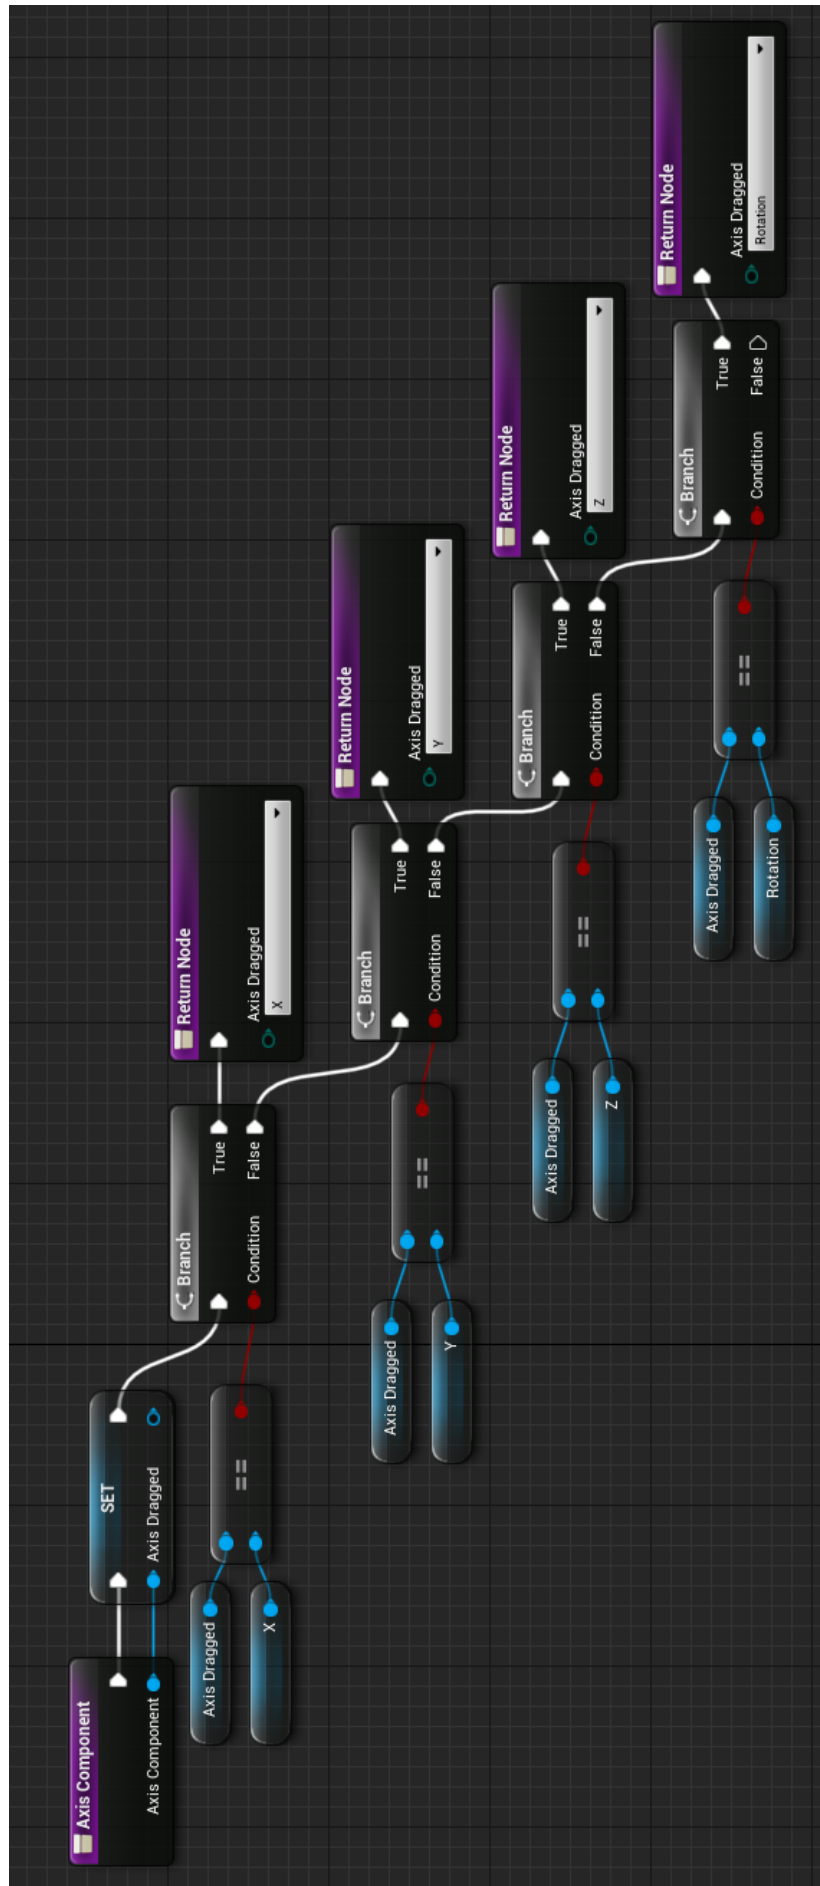 Axis Component
Axis Component
SET
Axis Dragged
Axis Dragged
X
==
Branch
Condition
True
False
Return Node
Axis Dragged
X
Axis Dragged
Y
==
Branch
Condition
True
False
Return Node
Axis Dragged
Y
Axis Dragged
Z
==
Branch
Condition
True
False
Return Node
Axis Dragged
Z
Axis Dragged
Rotation
==
Branch
Condition
True
False
Return Node
Axis Dragged
Rotation